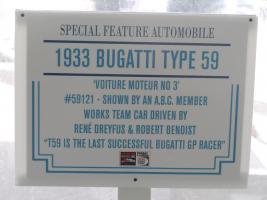 SPECIAL FEATURE AUTOMOBILE
1933 BUGATTI TYPE 59
'VOITURE MOTEUR NO 3'
#59121 - SHOWN BY AN A.B.C. MEMBER
WORKS TEAM CAR DRIVEN BY
RENÉ DREYFUS & ROBERT BENOIST
"T59 IS THE LAST SUCCESSFUL BUGATTI GP RACER"